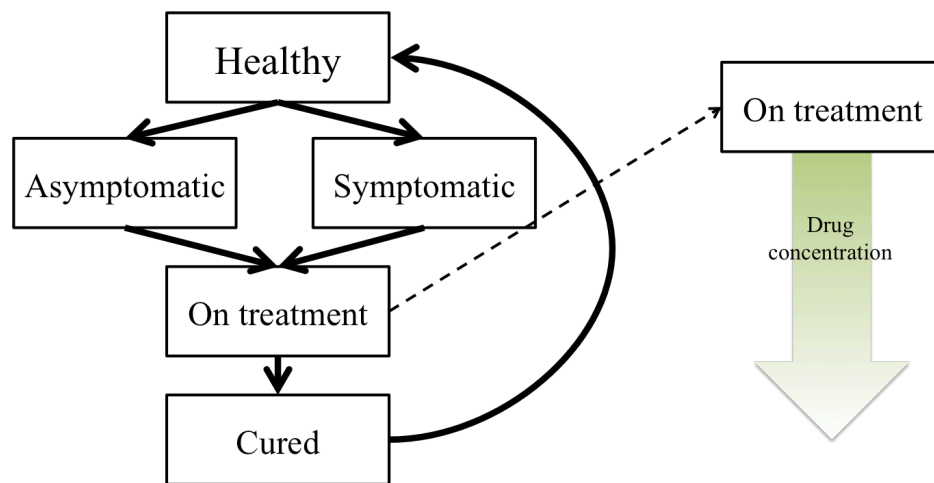 Healthy
Asymptomatic
Symptomatic
On treatment
Cured
On treatment
Drug
concentration